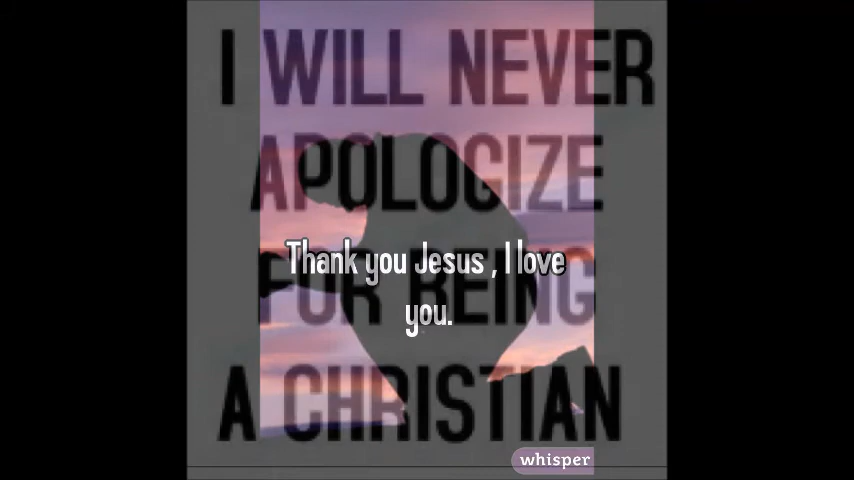 I WILL NEVER
APOLOGIZE
Thank you Jesus , I love
FOR BEING
you.
A CHRISTIAN
whisper